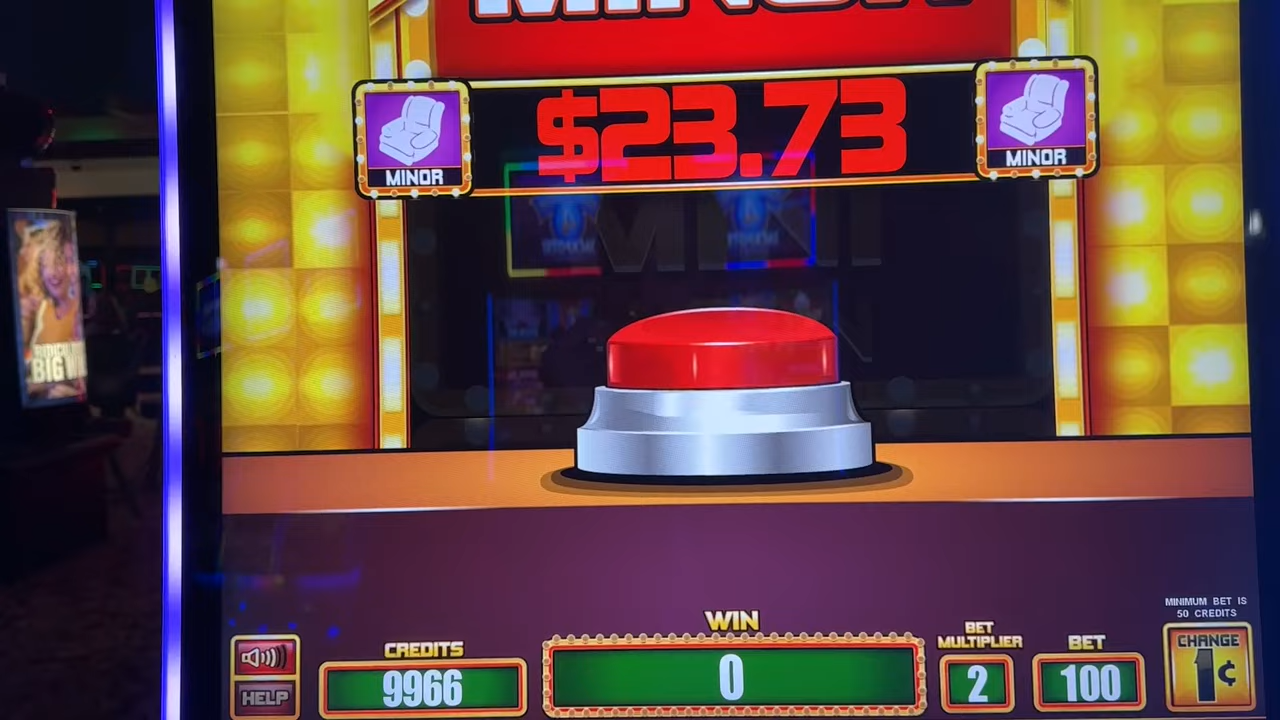 MINOR
$23.73
MINOR
MINOR
BIG WI
MINIMUM BET IS
50 CREDITS
WIN
CREDITS
BET
MULTIPLIER
BET
CHANGE
1¢
HELP
9966
0
2
100